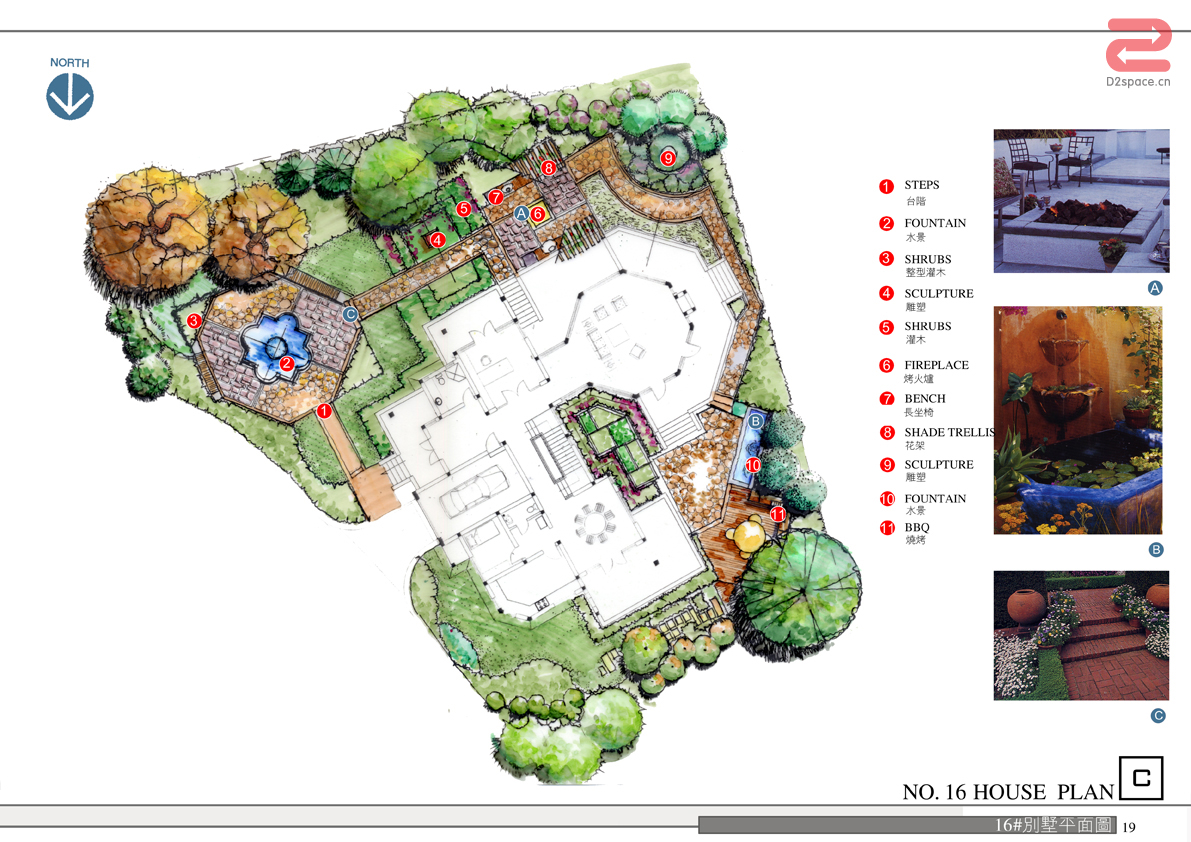 NORTH
D2space.cn
1 STEPS
台階
2 FOUNTAIN
水景
3 SHRUBS
整型灌木
4 SCULPTURE
雕塑
5 SHRUBS
灌木
6 FIREPLACE
烤火爐
7 BENCH
長坐椅
8 SHADE TRELLIS
花架
9 SCULPTURE
雕塑
10 FOUNTAIN
水景
11 BBQ
燒烤
A
B
C
8
9
7
A 6
5
4
C
3
2
1
B
10
11
NO. 16 HOUSE PLAN
C
16#別墅平面圖
19